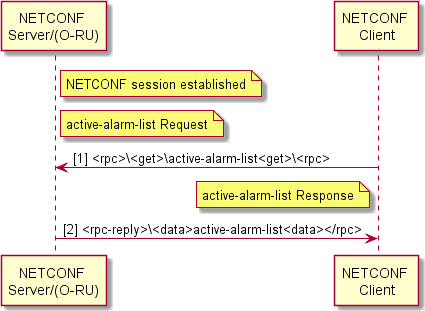 NETCONF
Server/(O-RU)
NETCONF
Client
NETCONF session established
active-alarm-list Request
[1] <rpc>\<get>\active-alarm-list<get>\<rpc>
active-alarm-list Response
[2] <rpc-reply>\<data>active-alarm-list<data></rpc>
NETCONF
Server/(O-RU)
NETCONF
Client